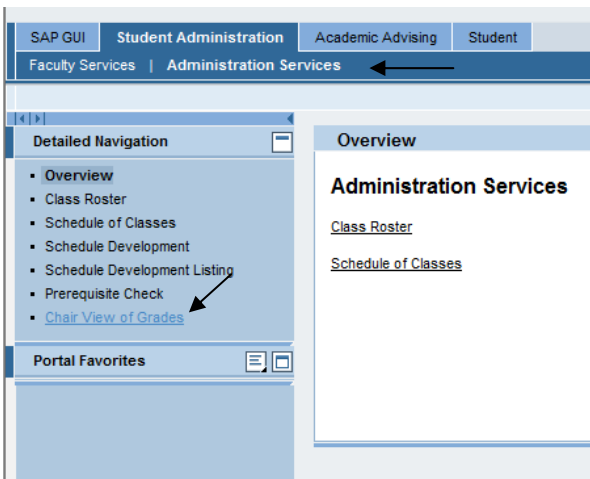 SAP GUI Student Administration Academic Advising Student
Faculty Services | Administration Services
Detailed Navigation
Overview
Class Roster
Schedule of Classes
Schedule Development
Schedule Development Listing
Prerequisite Check
Chair View of Grades
Portal Favorites
Overview
Administration Services
Class Roster
Schedule of Classes